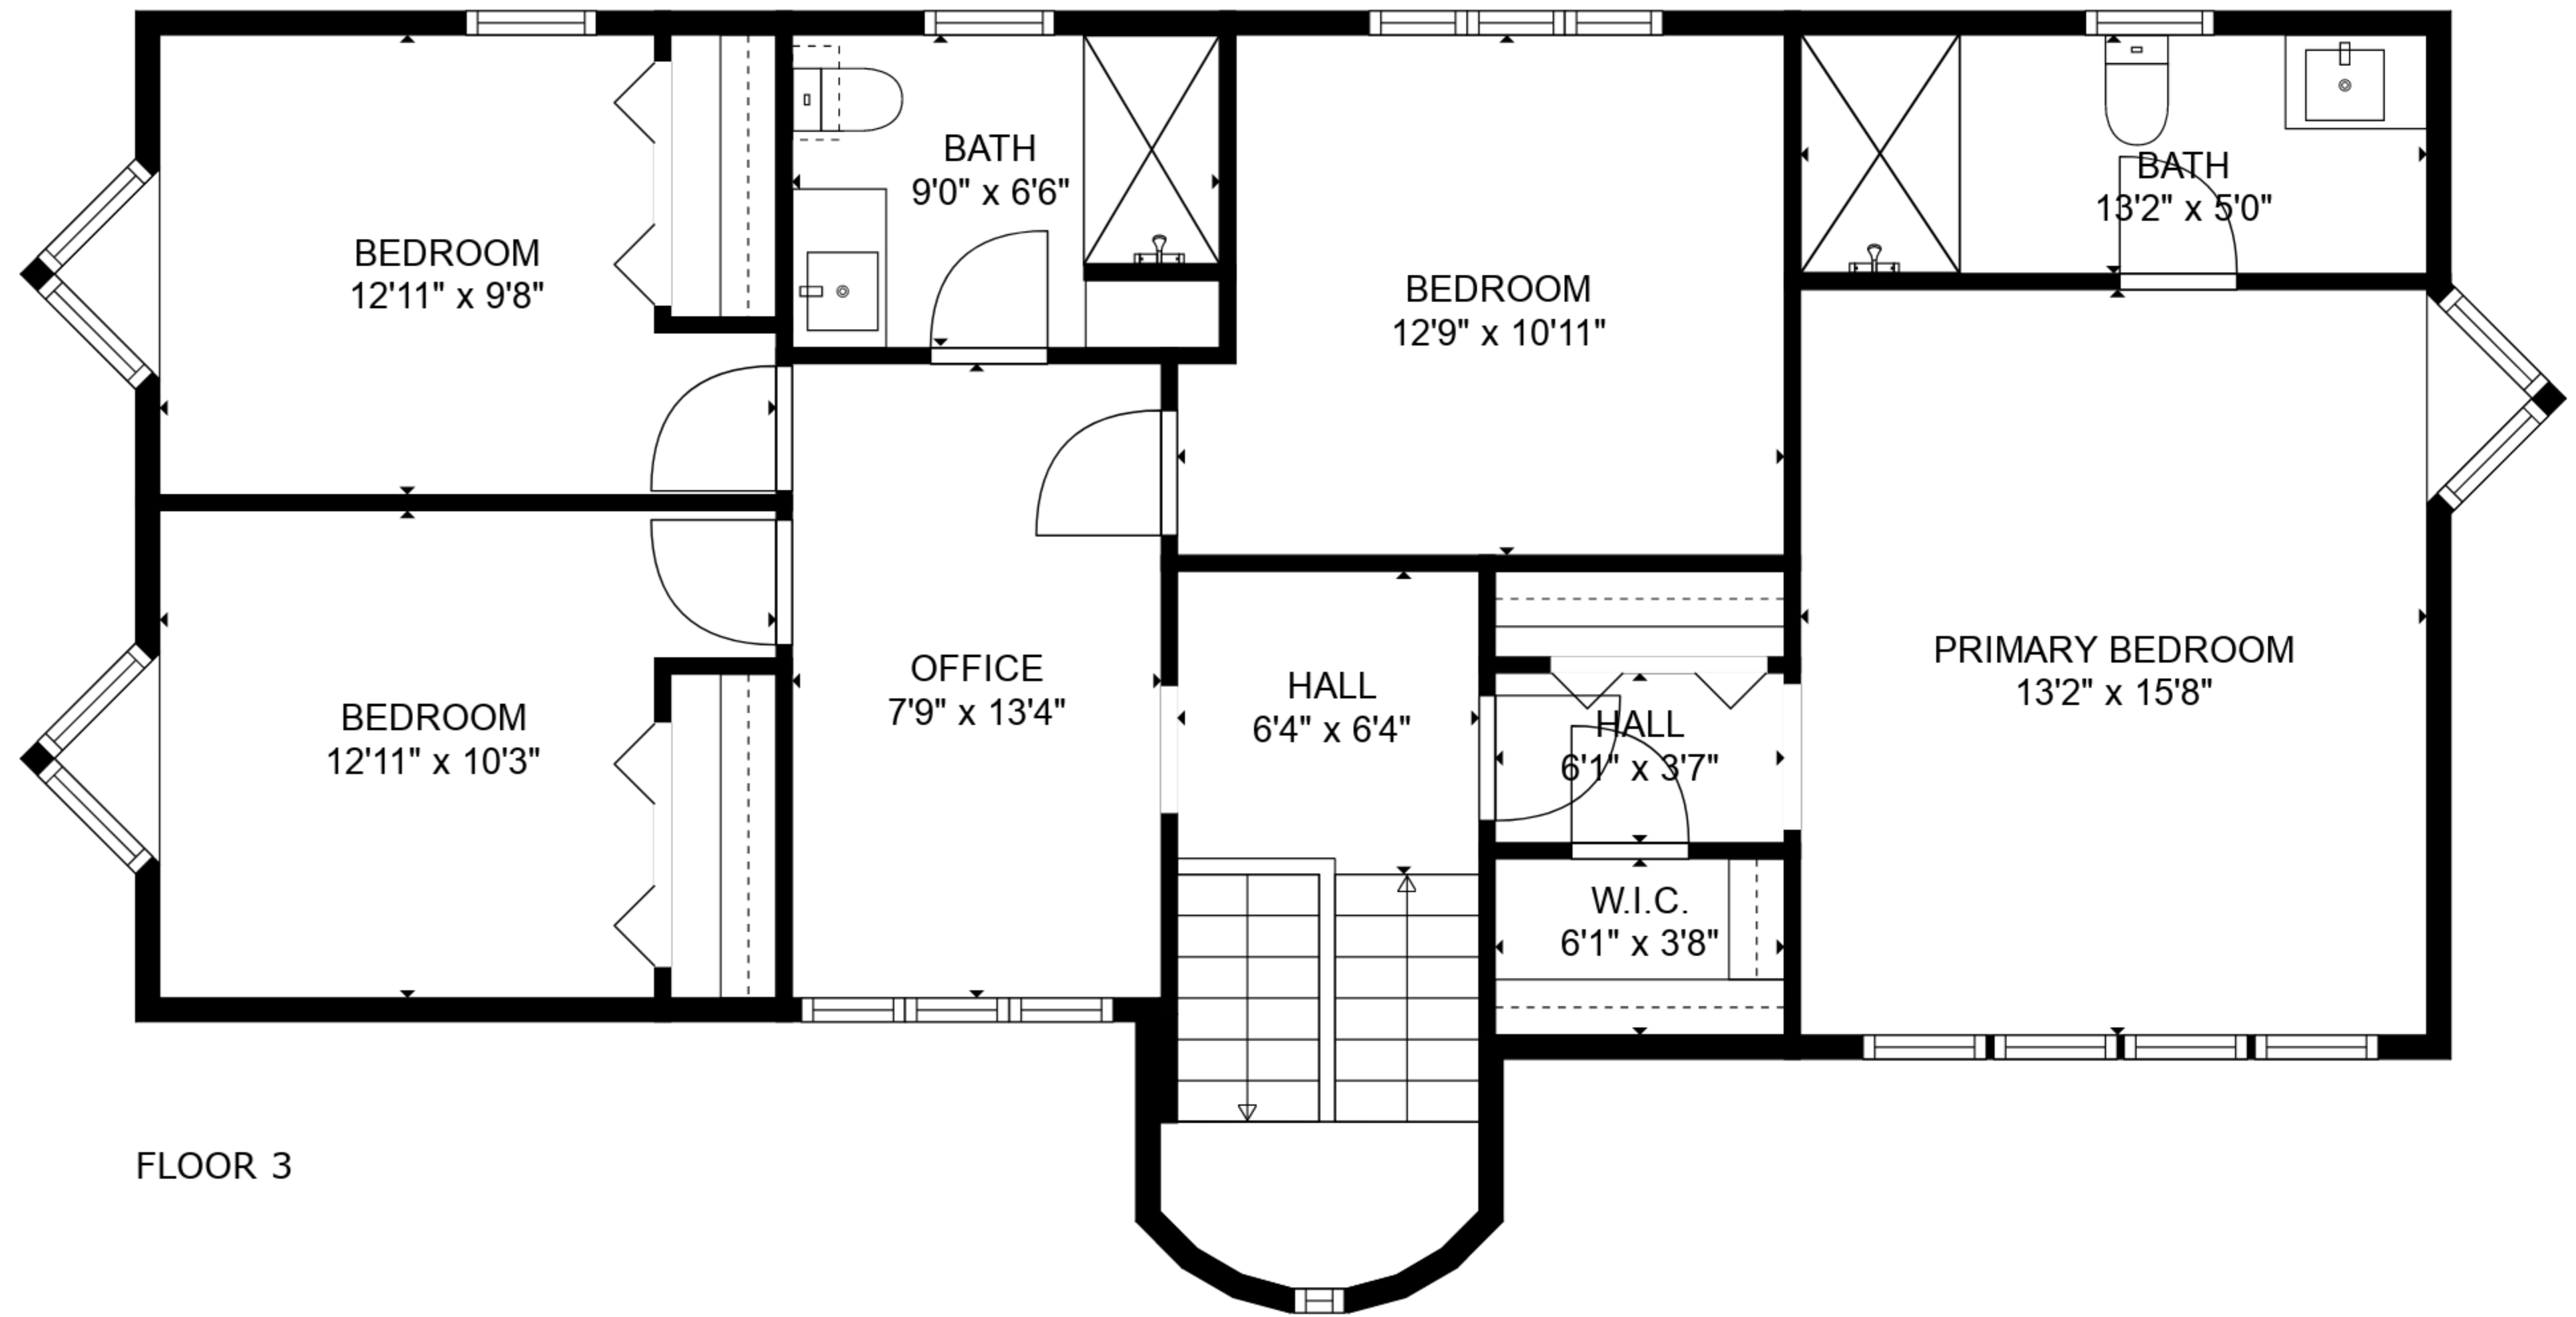 BATH
9'0" x 6'6"
BATH
13'2" x 5'0"
BEDROOM
12'11" x 9'8"
BEDROOM
12'9" x 10'11"
PRIMARY BEDROOM
13'2" x 15'8"
OFFICE
7'9" x 13'4"
HALL
6'4" x 6'4"
HALL
6'1" x 3'7"
BEDROOM
12'11" x 10'3"
W.I.C.
6'1" x 3'8"
FLOOR 3